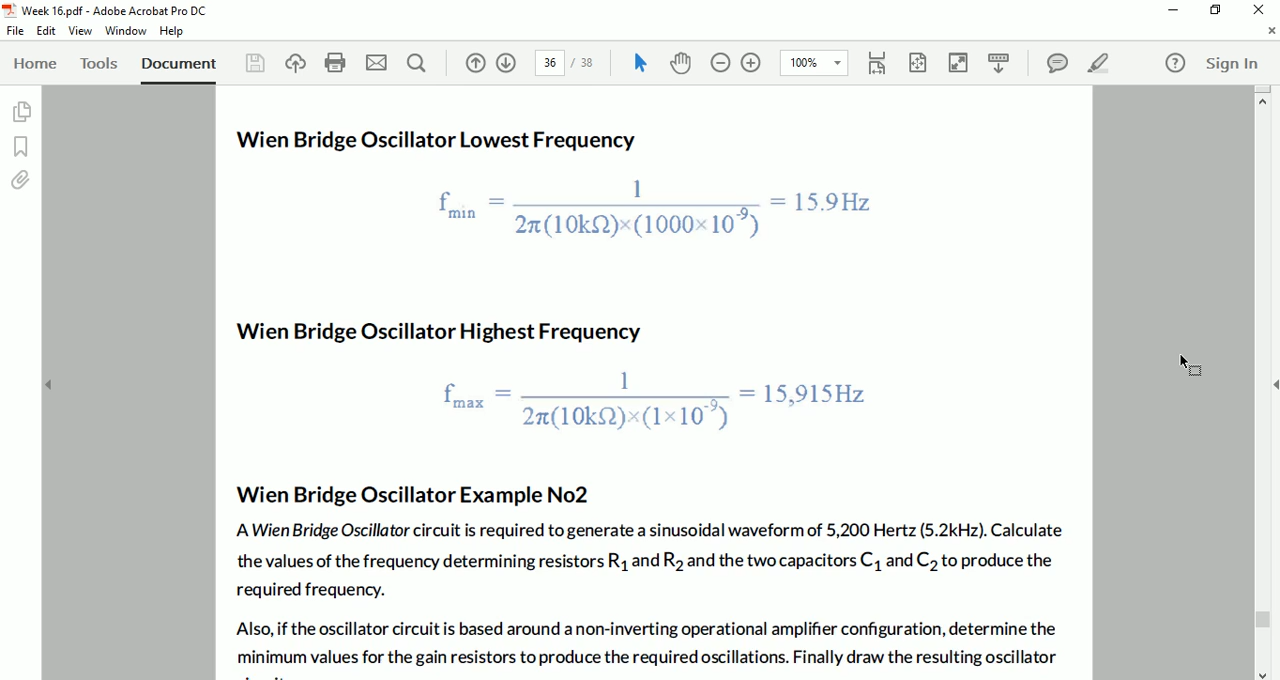 Week 16.pdf - Adobe Acrobat Pro DC
File Edit View Window Help
Home Tools Document 36 / 38 100% Sign In
Wien Bridge Oscillator Lowest Frequency
f_min = 1 / 2π(10kΩ)×(1000×10^-9) = 15.9Hz
Wien Bridge Oscillator Highest Frequency
f_max = 1 / 2π(10kΩ)×(1×10^-9) = 15,915Hz
Wien Bridge Oscillator Example No2
A Wien Bridge Oscillator circuit is required to generate a sinusoidal waveform of 5,200 Hertz (5.2kHz). Calculate
the values of the frequency determining resistors R1 and R2 and the two capacitors C1 and C2 to produce the
required frequency.
Also, if the oscillator circuit is based around a non-inverting operational amplifier configuration, determine the
minimum values for the gain resistors to produce the required oscillations. Finally draw the resulting oscillator